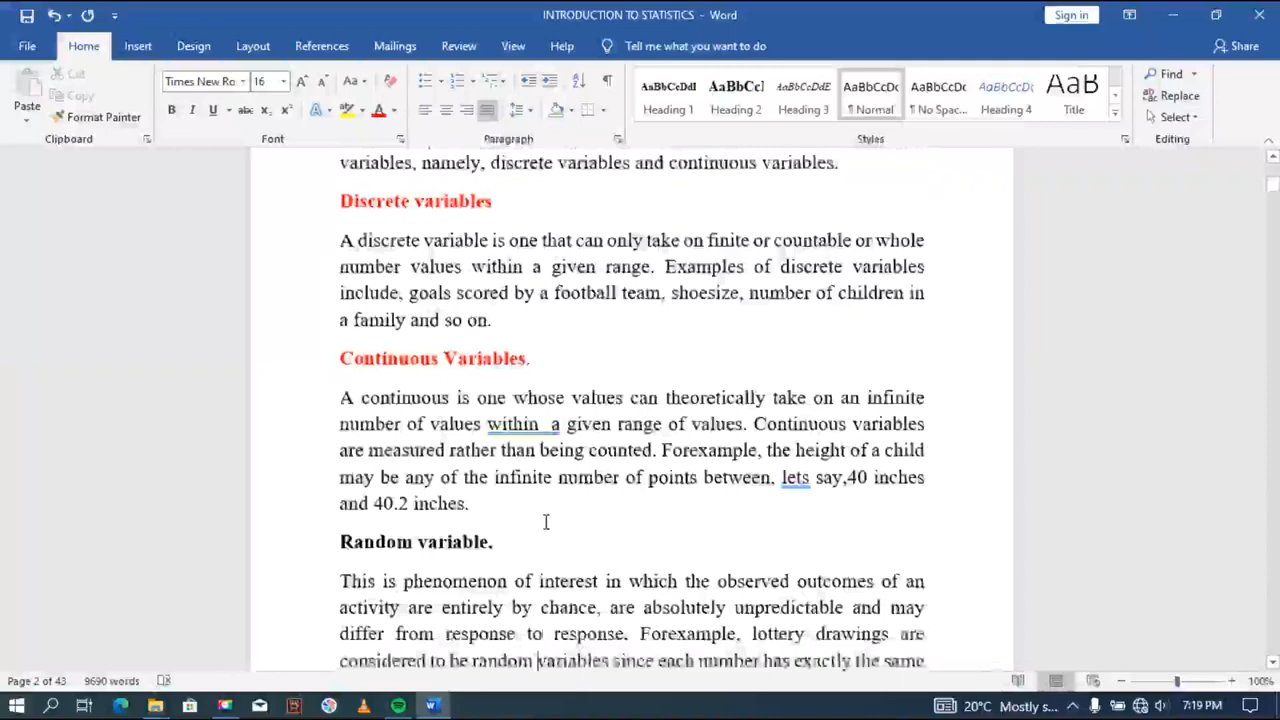 INTRODUCTION TO STATISTICS - Word
Sign in
File Home Insert Design Layout References Mailings Review View Help Tell me what you want to do Share
Paste
Cut
Copy
Format Painter
Times New Ro 16
Aa
B I U abc x₂ x²
AaBbCcDdI AaBbCcI AaBbCcDdE AaBbCcDc AaBbCcDc AaBbCcDc AaB
Heading 1 Heading 2 Heading 3 ¶ Normal ¶ No Spac... Heading 4 Title
Find
Replace
Select
Clipboard Font Paragraph Styles Editing
variables, namely, discrete variables and continuous variables.
Discrete variables
A discrete variable is one that can only take on finite or countable or whole
number values within a given range. Examples of discrete variables
include, goals scored by a football team, shoesize, number of children in
a family and so on.
Continuous Variables.
A continuous is one whose values can theoretically take on an infinite
number of values within a given range of values. Continuous variables
are measured rather than being counted. Forexample, the height of a child
may be any of the infinite number of points between, lets say,40 inches
and 40.2 inches.
Random variable.
This is phenomenon of interest in which the observed outcomes of an
activity are entirely by chance, are absolutely unpredictable and may
differ from response to response. Forexample, lottery drawings are
considered to be random variables since each number has exactly the same
Page 2 of 43 9690 words 100%
20°C Mostly s... 7:19 PM